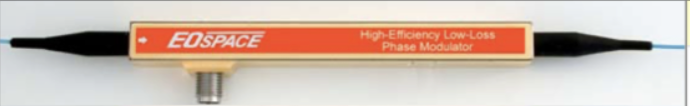 EOSPACE
High-Efficiency Low-Loss
Phase Modulator